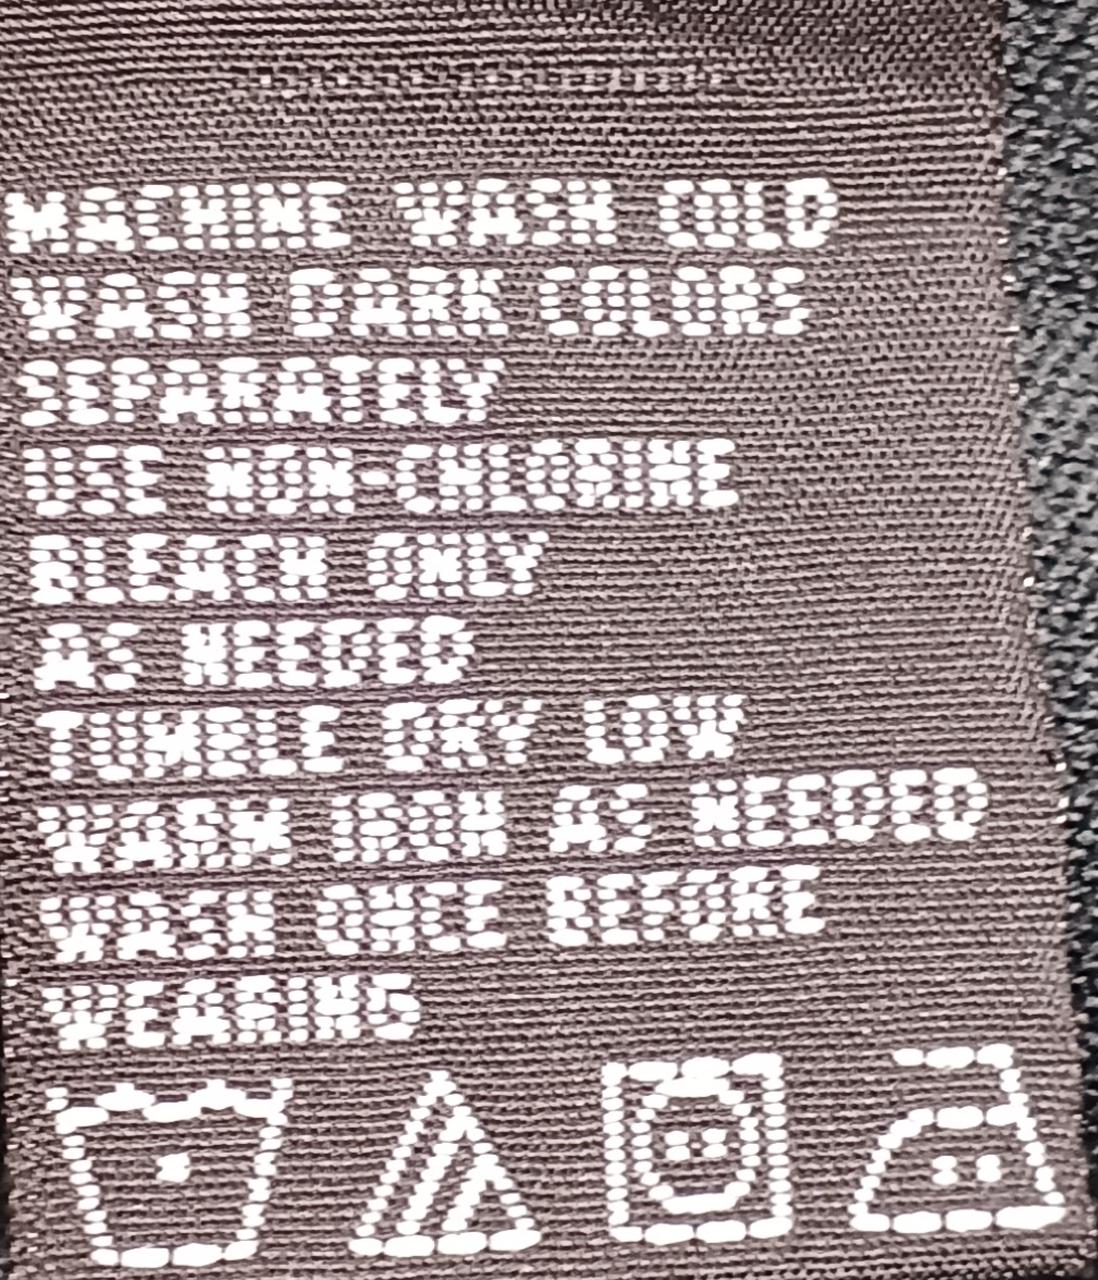 MACHINE WASH COLD
WASH DARK COLORS
SEPARATELY
USE NON-CHLORINE
BLEACH ONLY
AS NEEDED
TUMBLE DRY LOW
WARM IRON AS NEEDED
WASH ONCE BEFORE
WEARING